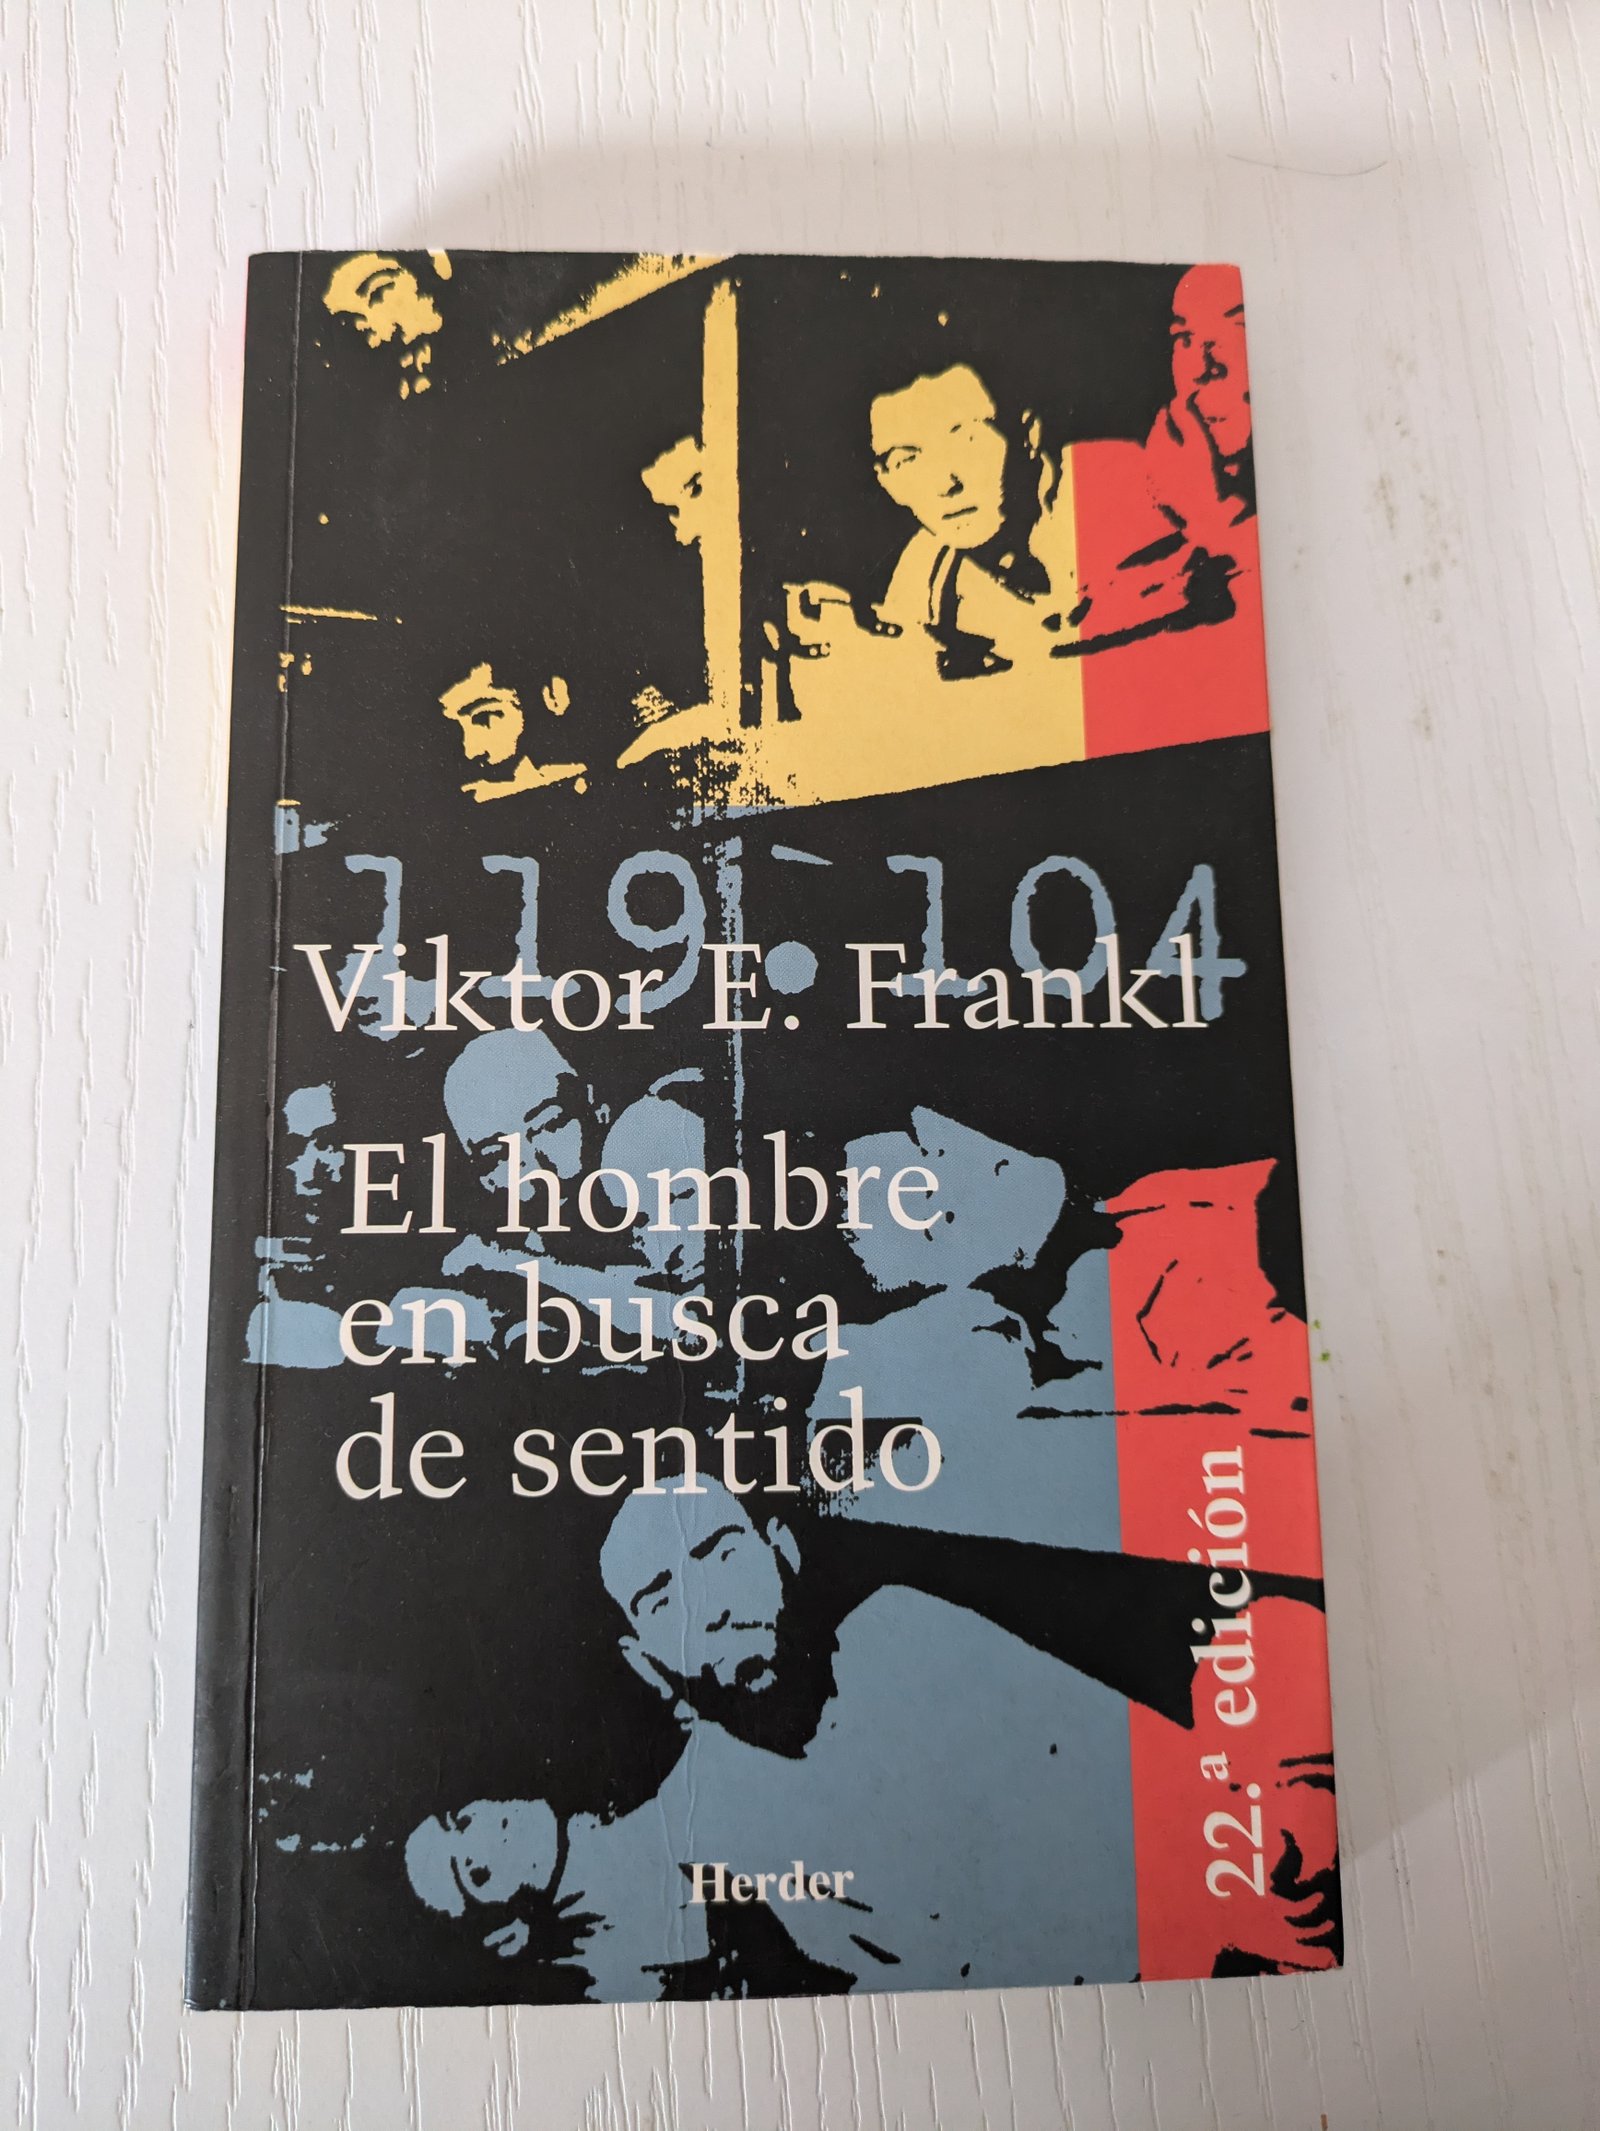 119.104
Viktor E. Frankl
El hombre
en busca
de sentido
22.ª edición
Herder